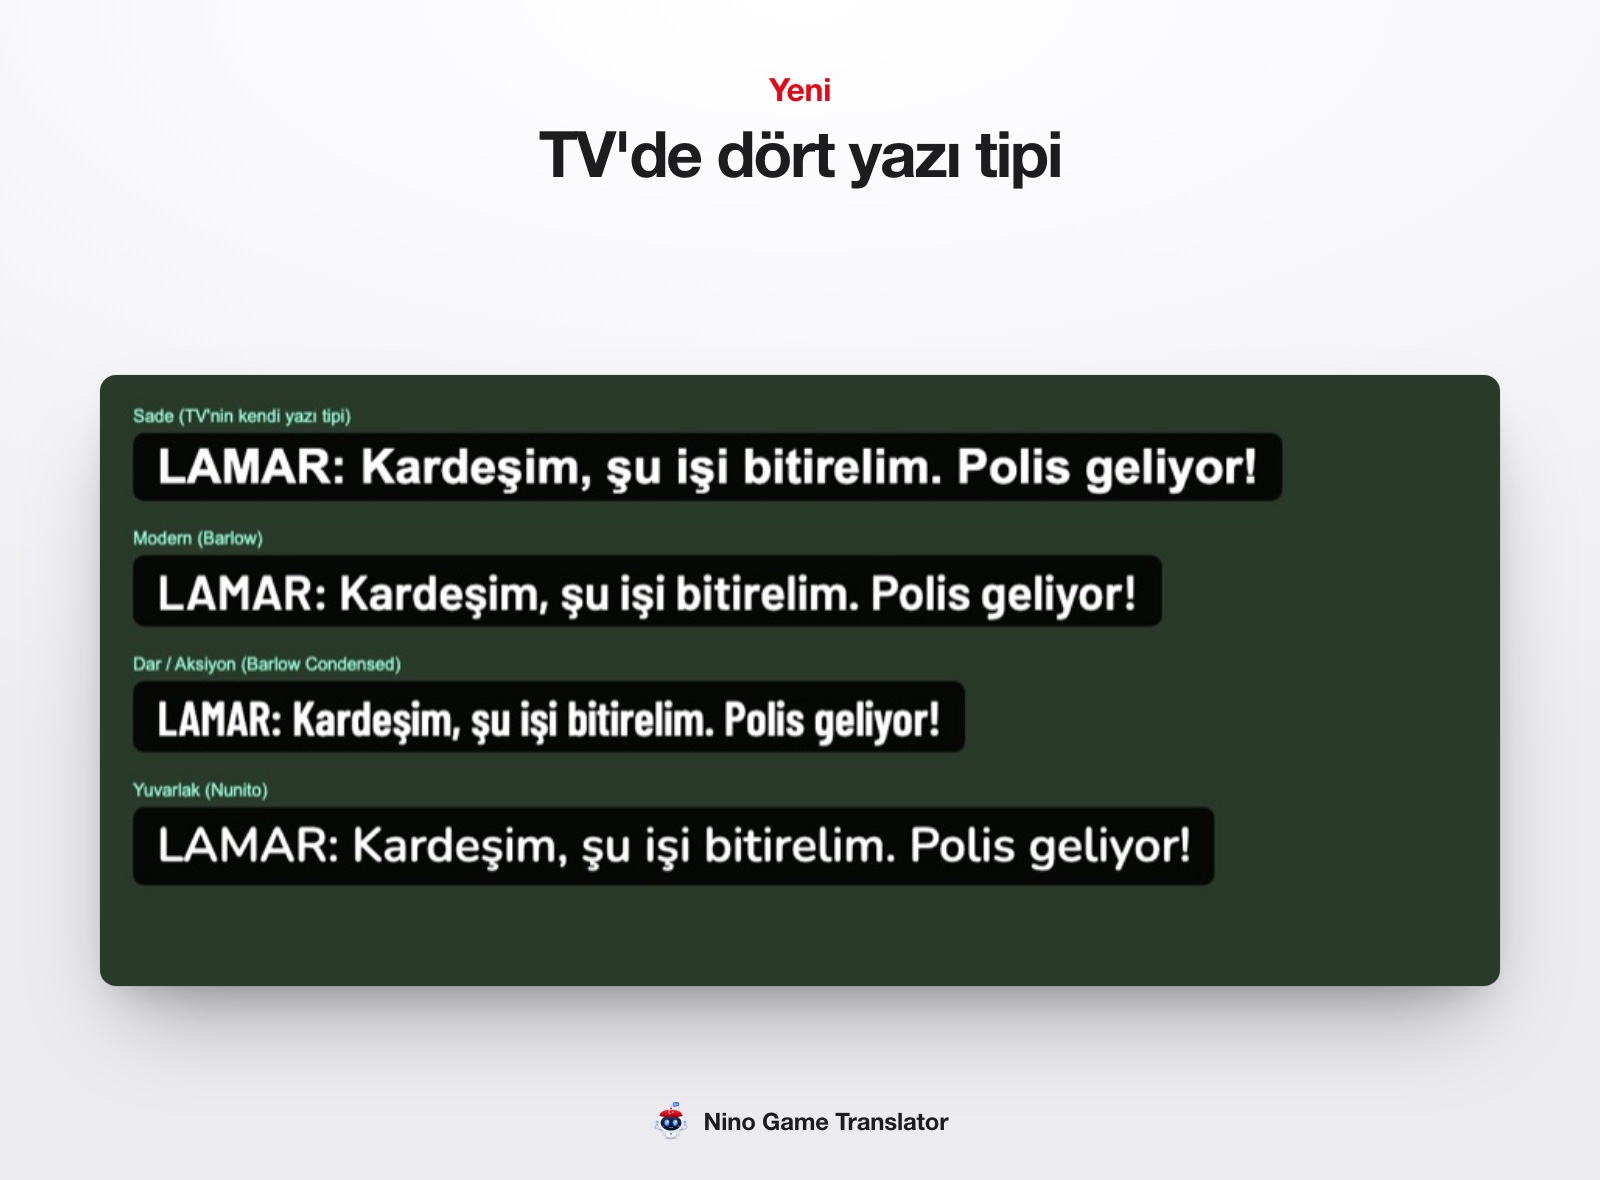 Yeni
TV'de dört yazı tipi
Sade (TV'nin kendi yazı tipi)
LAMAR: Kardeşim, şu işi bitirelim. Polis geliyor!
Modern (Barlow)
LAMAR: Kardeşim, şu işi bitirelim. Polis geliyor!
Dar / Aksiyon (Barlow Condensed)
LAMAR: Kardeşim, şu işi bitirelim. Polis geliyor!
Yuvarlak (Nunito)
LAMAR: Kardeşim, şu işi bitirelim. Polis geliyor!
Nino Game Translator